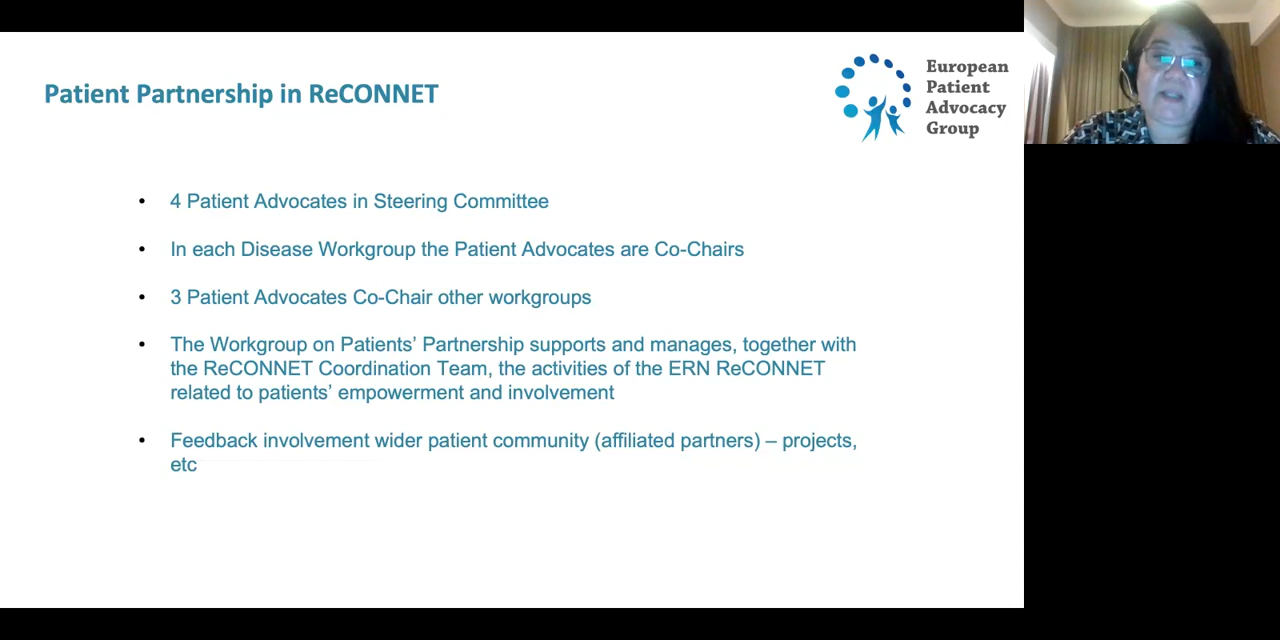 Patient Partnership in ReCONNET
European
Patient
Advocacy
Group
• 4 Patient Advocates in Steering Committee
• In each Disease Workgroup the Patient Advocates are Co-Chairs
• 3 Patient Advocates Co-Chair other workgroups
• The Workgroup on Patients’ Partnership supports and manages, together with
the ReCONNET Coordination Team, the activities of the ERN ReCONNET
related to patients’ empowerment and involvement
• Feedback involvement wider patient community (affiliated partners) – projects,
etc